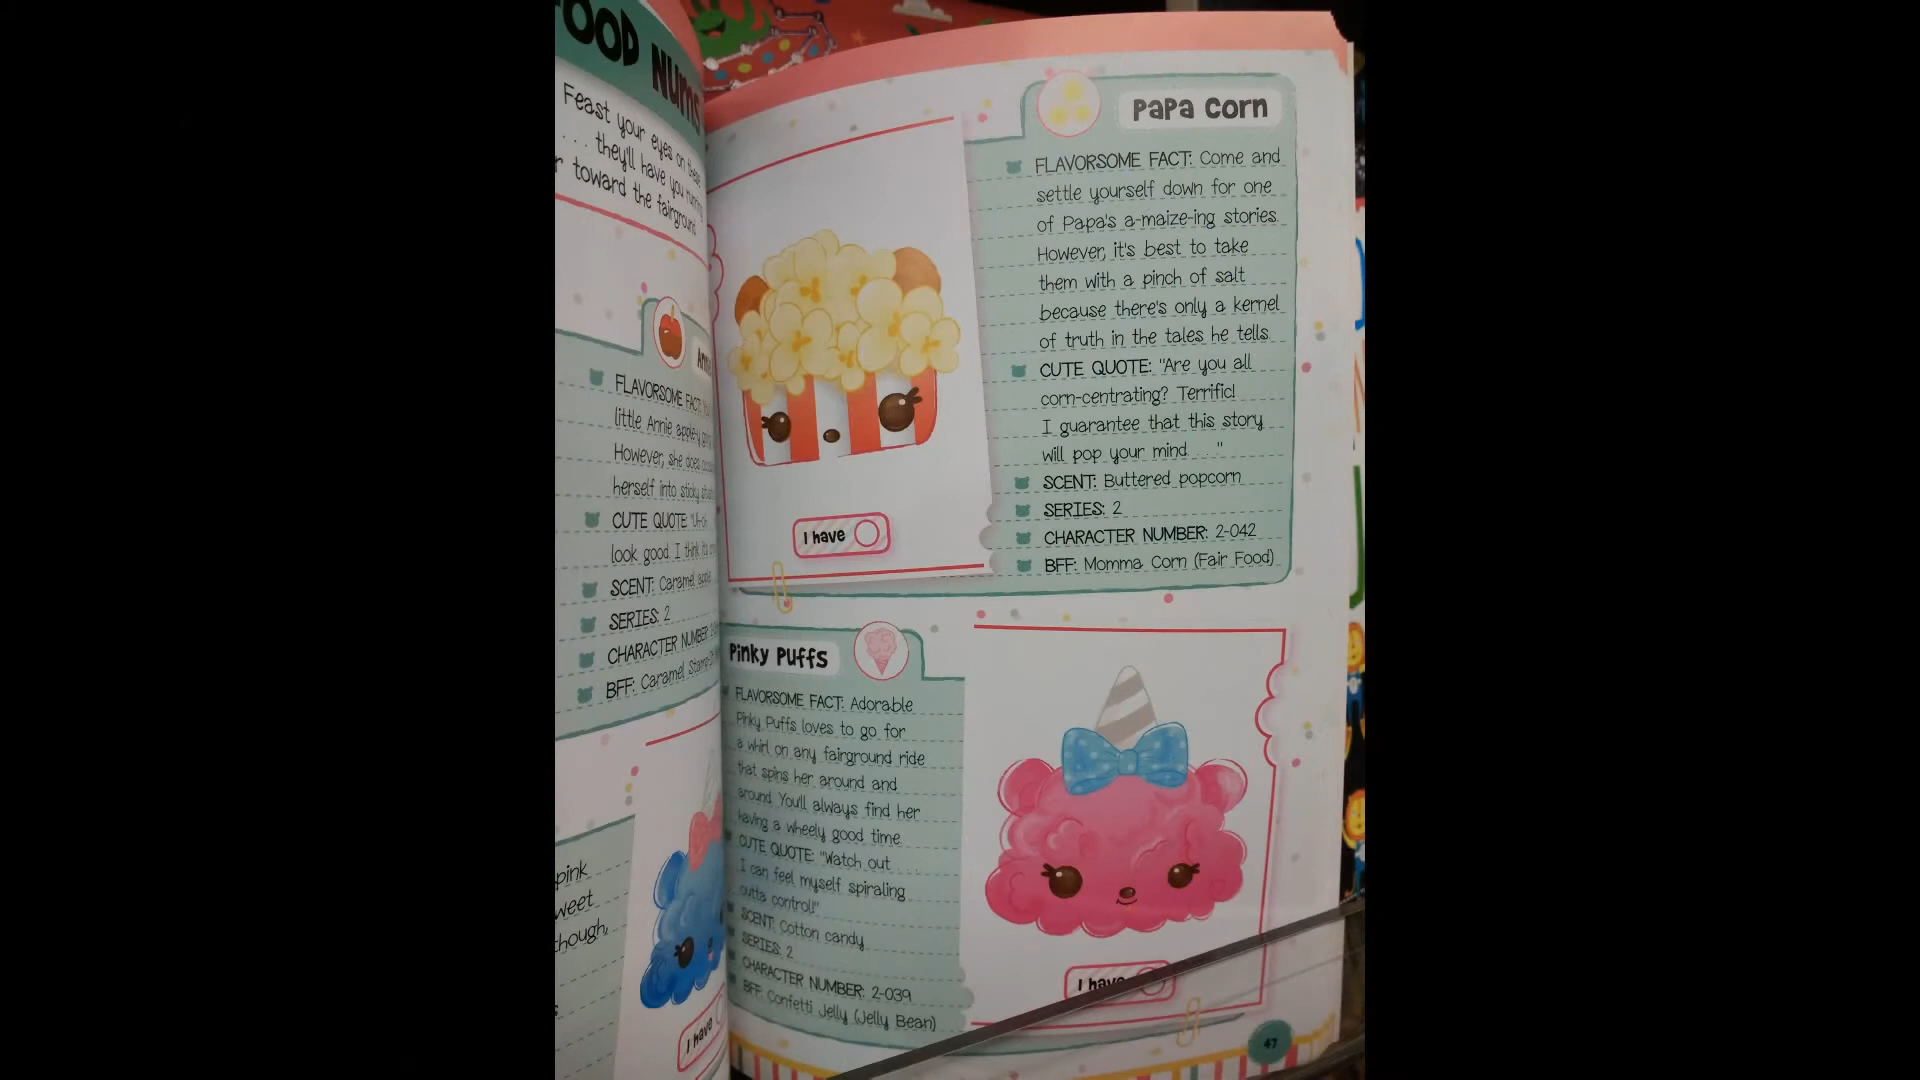 FOOD NUMS
Feast your eyes on these
. . . they'll have you running
toward the fairground.
FLAVORSOME FACT:
little Annie
However, she does
herself into sticky
CUTE QUOTE:
look good. I think
SCENT: Caramel apple
SERIES: 2
CHARACTER NUMBER:
BFF: Caramel
pink
though,
I have
Papa Corn
FLAVORSOME FACT: Come and
settle yourself down for one
of Papa's a-maize-ing stories.
However, it's best to take
them with a pinch of salt
because there's only a kernel
of truth in the tales he tells.
CUTE QUOTE: "Are you all
corn-centrating? Terrific!
I guarantee that this story
will pop your mind . . ."
SCENT: Buttered popcorn
SERIES: 2
CHARACTER NUMBER: 2-042
BFF: Momma Corn (Fair Food)
I have
Pinky Puffs
FLAVORSOME FACT: Adorable
Pinky Puffs loves to go for
a whirl on any fairground ride
that spins her around and
around. You'll always find her
having a wheely good time.
CUTE QUOTE: "Watch out . . .
I can feel myself spiraling
outta control!"
SCENT: Cotton candy
SERIES: 2
CHARACTER NUMBER: 2-039
BFF: Confetti Jelly (Jelly Bean)
I have
47